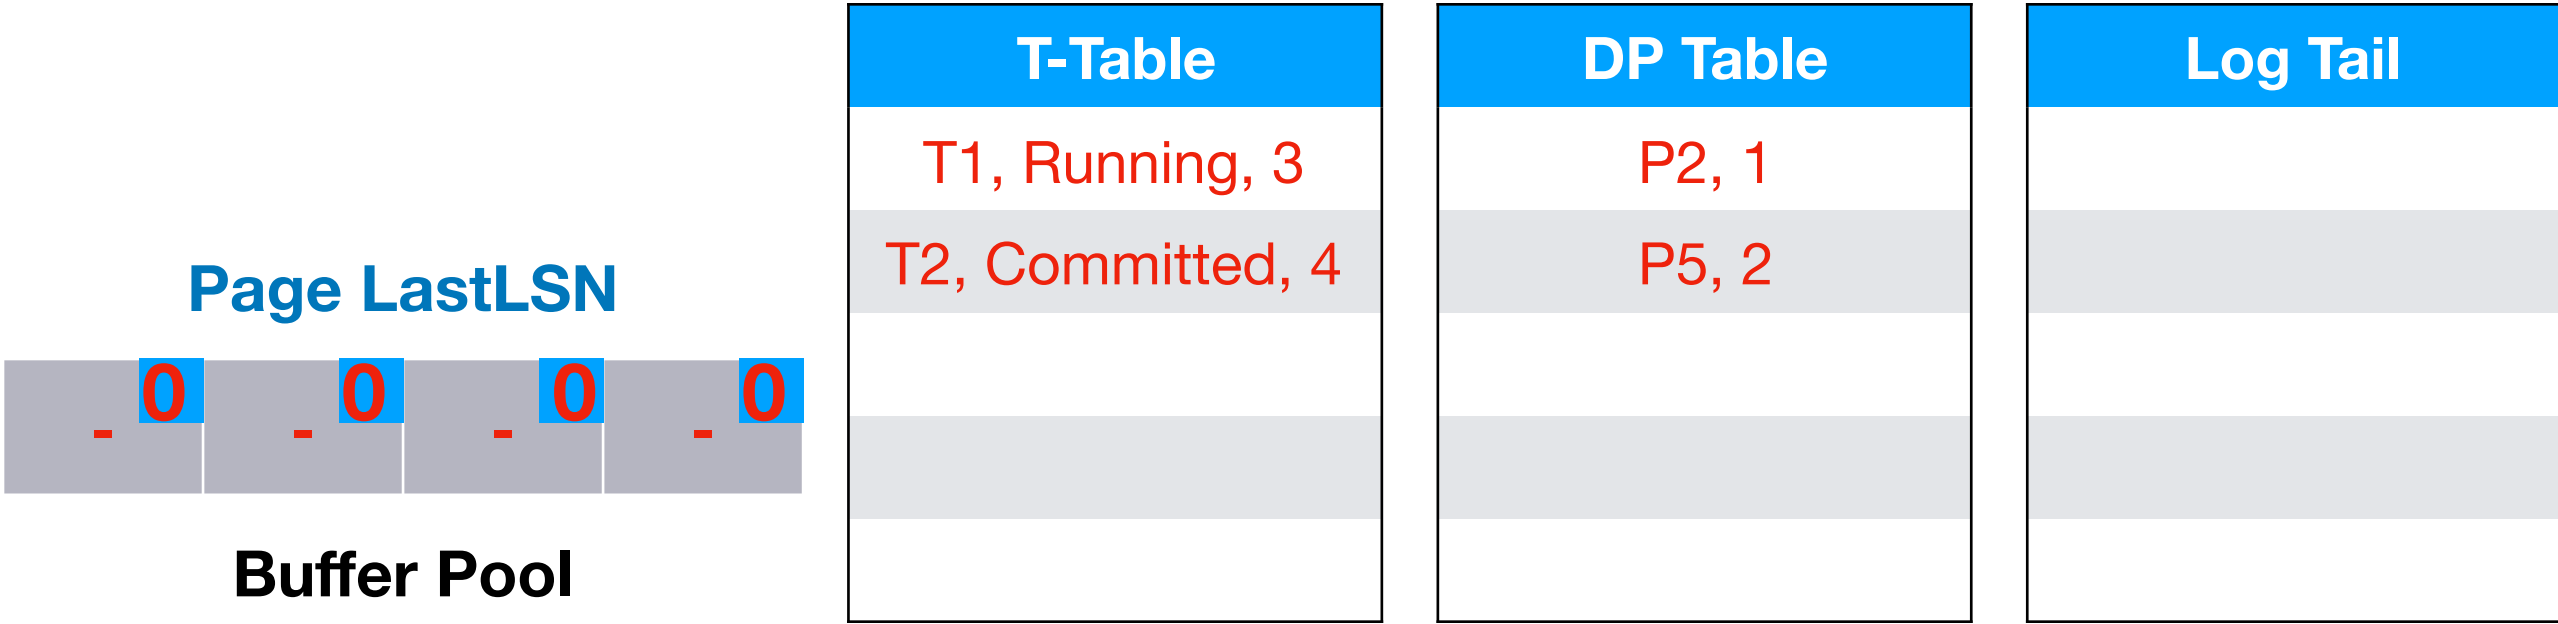 Page LastLSN
0 0 0 0
- - - -
Buffer Pool
T-Table
T1, Running, 3
T2, Committed, 4
DP Table
P2, 1
P5, 2
Log Tail